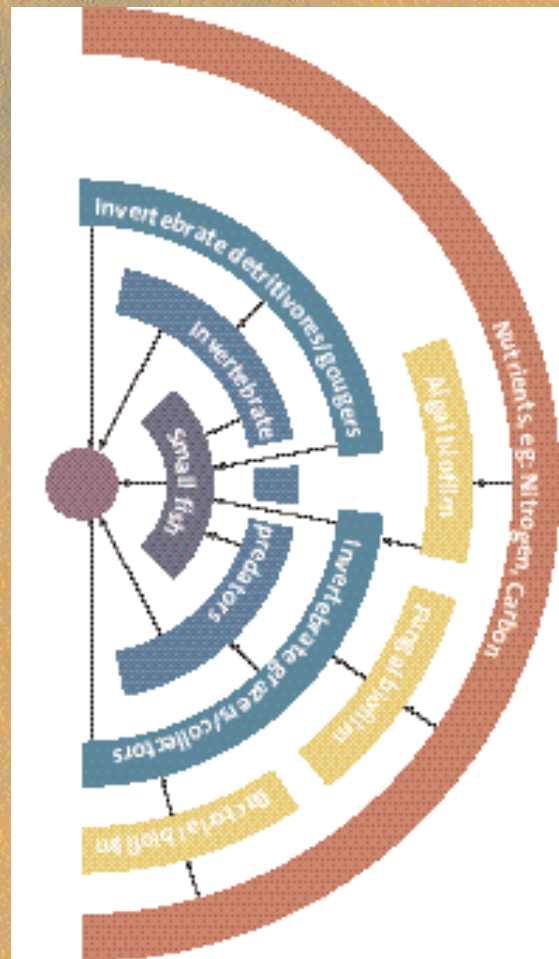 Nutrients, eg: Nitrogen, Carbon
Algal biofilm
Fungal biofilm
Bacterial biofilm
Invertebrate detritivores/gougers
Invertebrate grazers/collectors
Invertebrate
predators
Small fish